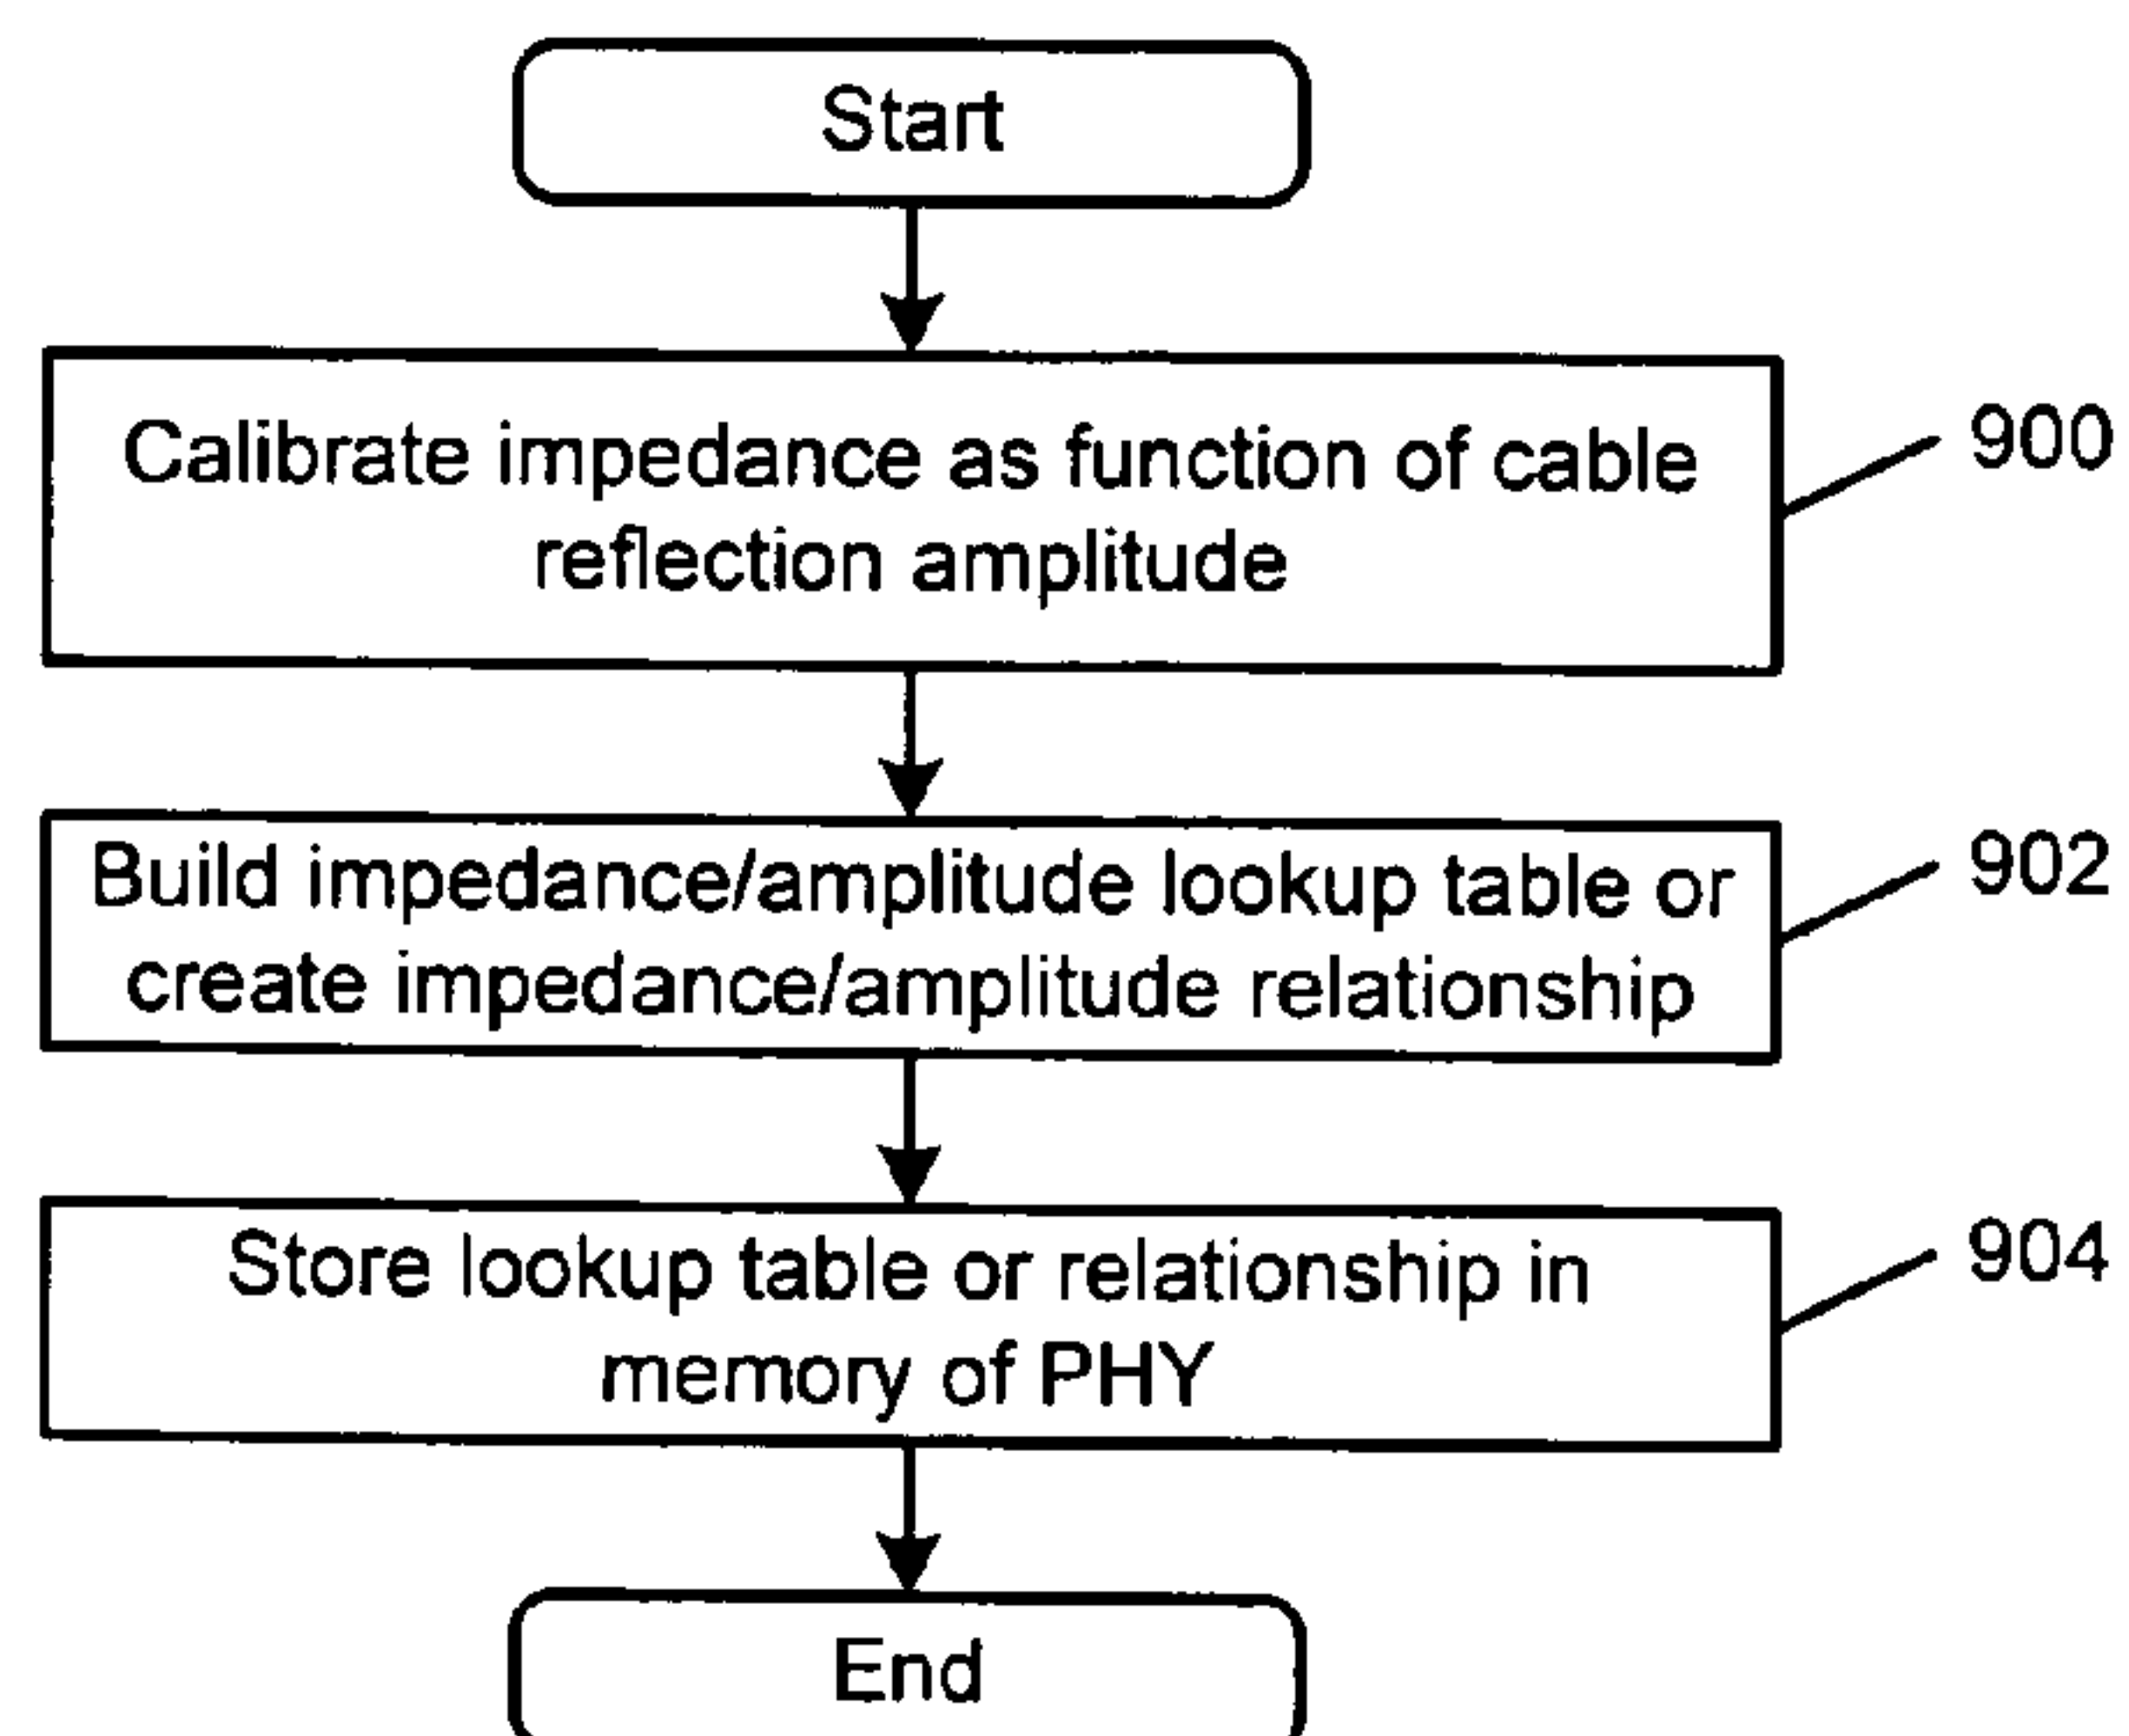 Start
Calibrate impedance as function of cable
reflection amplitude
900
Build impedance/amplitude lookup table or
create impedance/amplitude relationship
902
Store lookup table or relationship in
memory of PHY
904
End